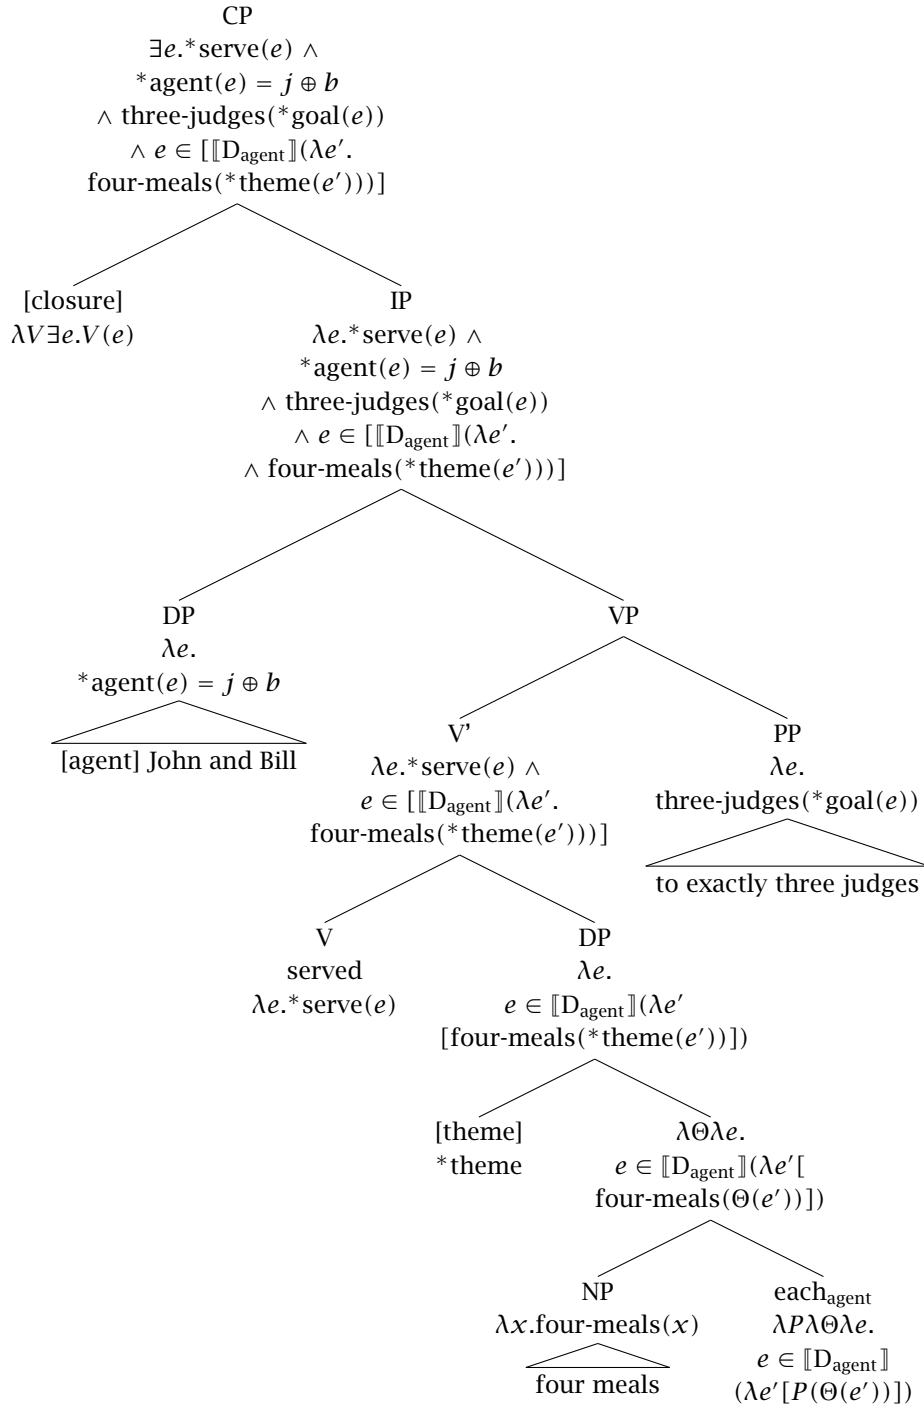 CP
∃e.*serve(e) ∧
*agent(e) = j ⊕ b
∧ three-judges(*goal(e))
∧ e ∈ [⟦D_agent⟧(λe′.
four-meals(*theme(e′)))]
[closure]
λV∃e.V(e)
IP
λe.*serve(e) ∧
*agent(e) = j ⊕ b
∧ three-judges(*goal(e))
∧ e ∈ [⟦D_agent⟧(λe′.
∧ four-meals(*theme(e′)))]
DP
λe.
*agent(e) = j ⊕ b
[agent] John and Bill
VP
V'
λe.*serve(e) ∧
e ∈ [⟦D_agent⟧(λe′.
four-meals(*theme(e′)))]
PP
λe.
three-judges(*goal(e))
to exactly three judges
V
served
λe.*serve(e)
DP
λe.
e ∈ ⟦D_agent⟧(λe′
[four-meals(*theme(e′))])
[theme]
*theme
λΘλe.
e ∈ ⟦D_agent⟧(λe′[
four-meals(Θ(e′))])
NP
λx.four-meals(x)
four meals
each_agent
λPλΘλe.
e ∈ ⟦D_agent⟧
(λe′[P(Θ(e′))])